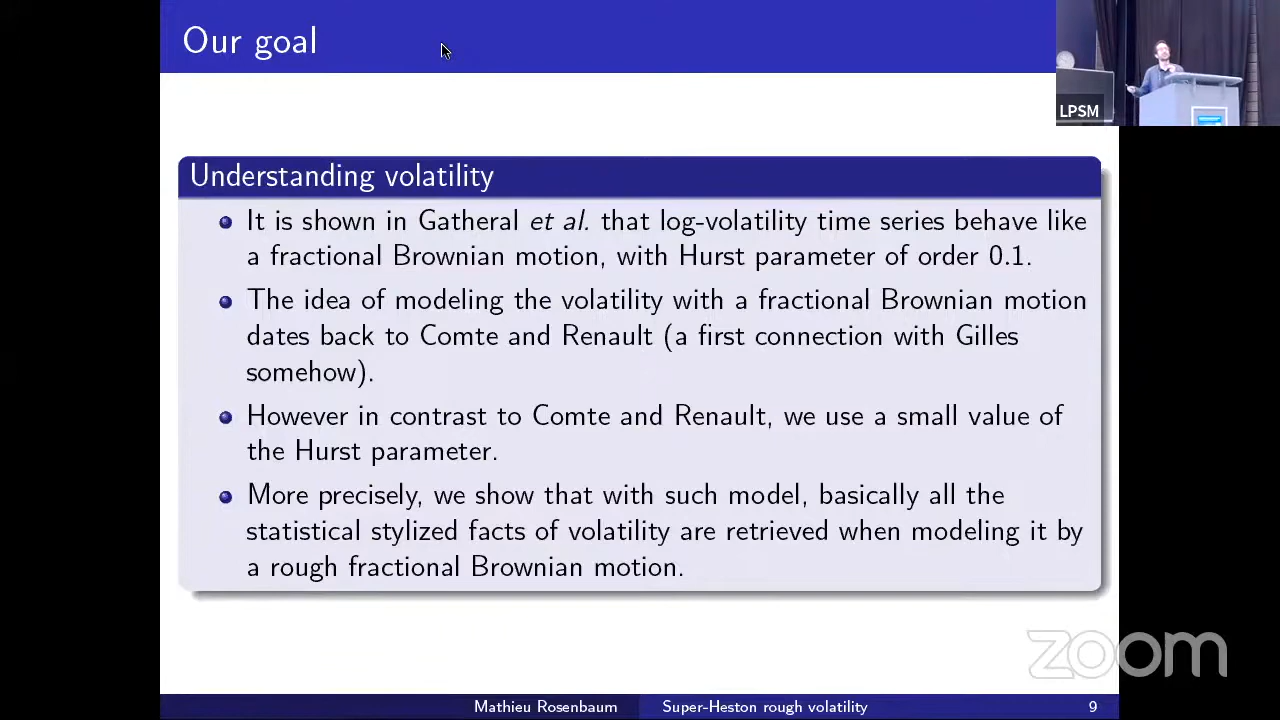 Our goal
LPSM
Understanding volatility
It is shown in Gatheral et al. that log-volatility time series behave like
a fractional Brownian motion, with Hurst parameter of order 0.1.
The idea of modeling the volatility with a fractional Brownian motion
dates back to Comte and Renault (a first connection with Gilles
somehow).
However in contrast to Comte and Renault, we use a small value of
the Hurst parameter.
More precisely, we show that with such model, basically all the
statistical stylized facts of volatility are retrieved when modeling it by
a rough fractional Brownian motion.
zoom
Mathieu Rosenbaum Super-Heston rough volatility 9